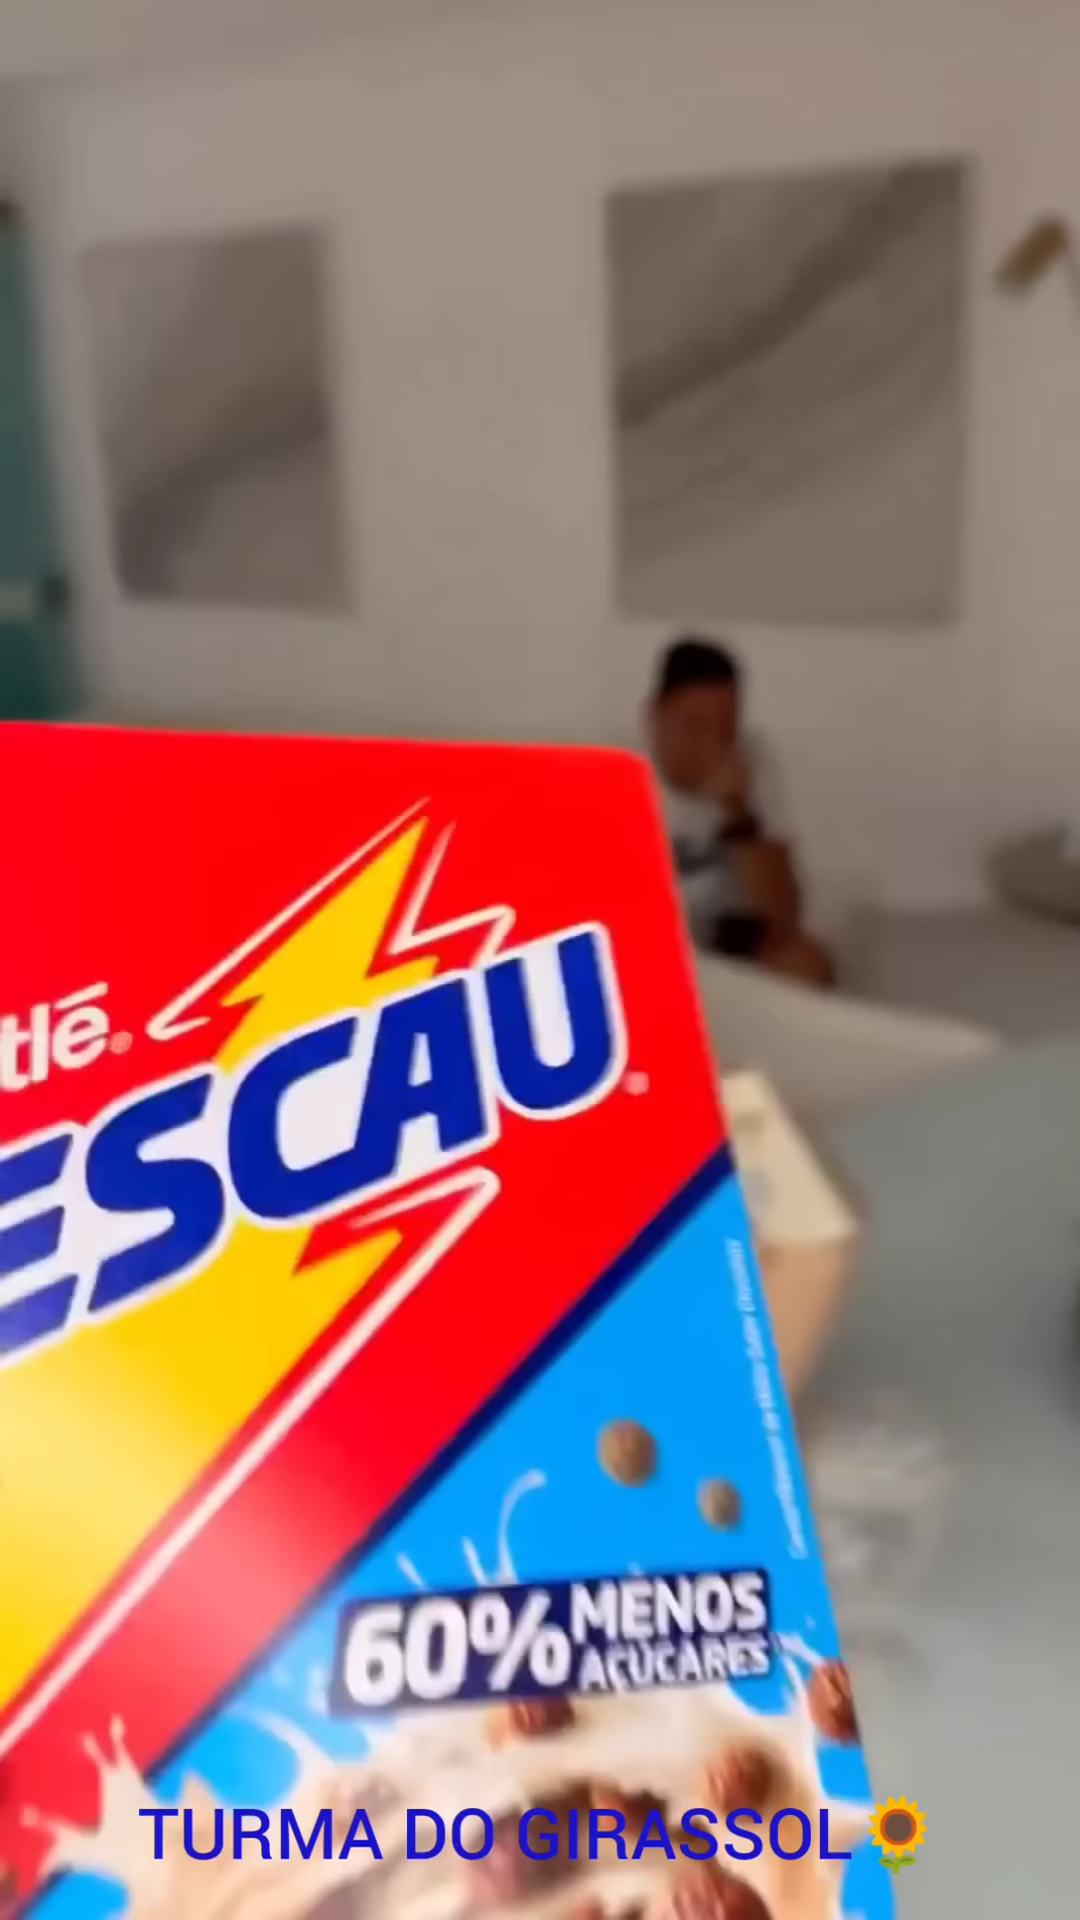 tlé®
ESCAU®
60% MENOS
AÇÚCARES
TURMA DO GIRASSOL🌻